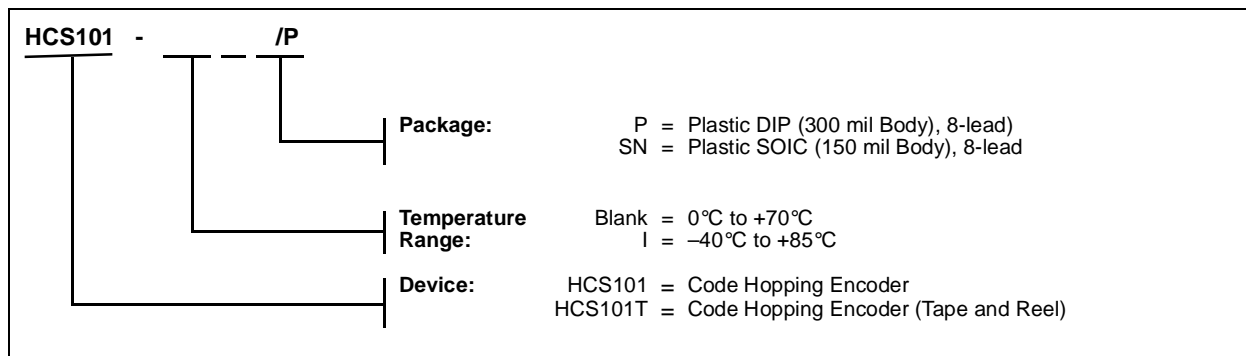 HCS101 - /P
Package: P = Plastic DIP (300 mil Body), 8-lead)
SN = Plastic SOIC (150 mil Body), 8-lead
Temperature Blank = 0°C to +70°C
Range: I = –40°C to +85°C
Device: HCS101 = Code Hopping Encoder
HCS101T = Code Hopping Encoder (Tape and Reel)